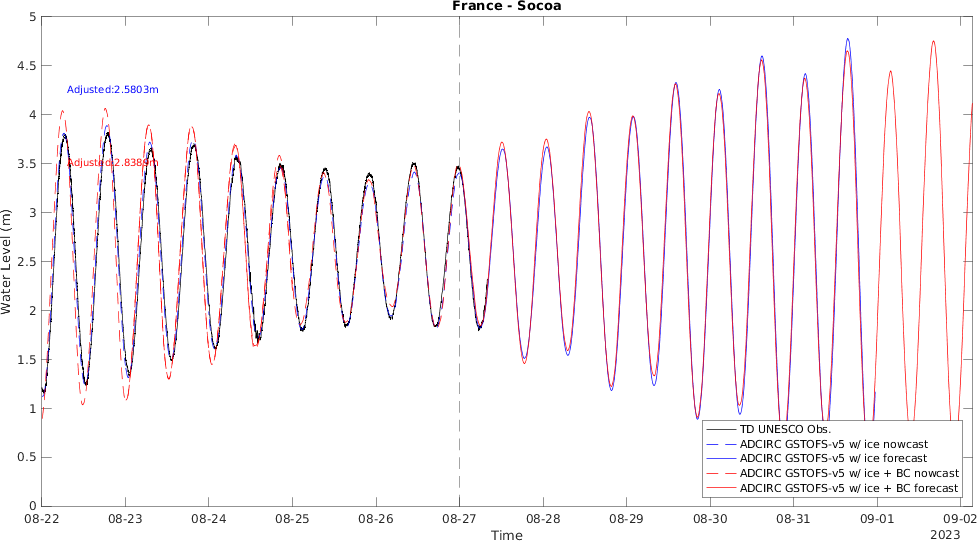 France - Socoa
5
4.5
4
3.5
3
2.5
2
1.5
1
0.5
0
Water Level (m)
Adjusted:2.5803m
TD UNESCO Obs.
ADCIRC GSTOFS-v5 w/ ice nowcast
ADCIRC GSTOFS-v5 w/ ice forecast
ADCIRC GSTOFS-v5 w/ ice + BC nowcast
ADCIRC GSTOFS-v5 w/ ice + BC forecast
08-22 08-23 08-24 08-25 08-26 08-27 08-28 08-29 08-30 08-31 09-01 09-02
Time
2023